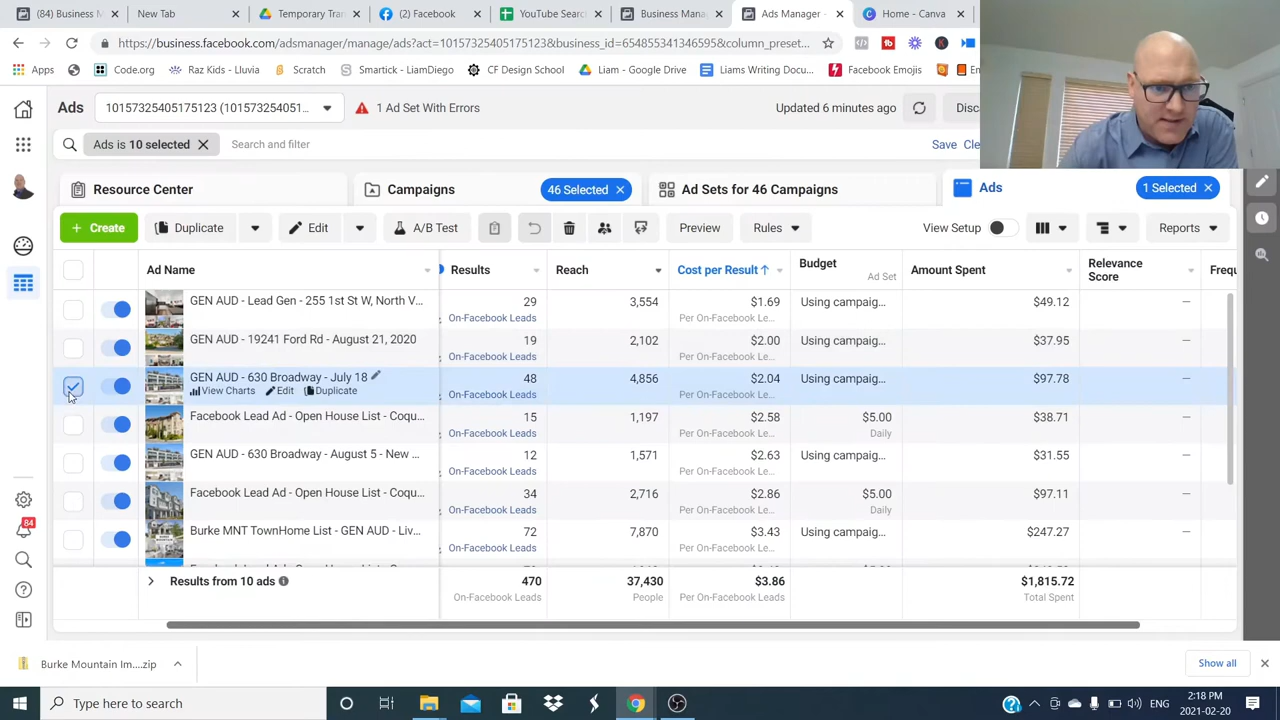 (84) Business M
New Tab
Temporary Tran
(2) Facebook
YouTube Searc
Business Mana
Ads Manager -
Home - Canva
https://business.facebook.com/adsmanager/manage/ads?act=10157325405175123&business_id=6548553413465958&column_preset...
Apps
Code.org
Raz Kids - Liania
Scratch
Smartick - LiamDiego
CF Design School
Liam - Google Drive
Liams Writing Docu...
Facebook Emojis
Ads
10157325405175123 (101573254051...
1 Ad Set With Errors
Updated 6 minutes ago
Disc
Ads is 10 selected
Search and filter
Save
Cle
Resource Center
Campaigns
46 Selected
Ad Sets for 46 Campaigns
Ads
1 Selected
+ Create
Duplicate
Edit
A/B Test
Preview
Rules
View Setup
Reports
Ad Name
Results
Reach
Cost per Result ↑
Budget
Ad Set
Amount Spent
Relevance
Score
Frequ
GEN AUD - Lead Gen - 255 1st St W, North V...
29
3,554
$1.69
Using campaig...
$49.12
—
On-Facebook Leads
Per On-Facebook Le...
GEN AUD - 19241 Ford Rd - August 21, 2020
19
2,102
$2.00
Using campaig...
$37.95
—
On-Facebook Leads
Per On-Facebook Le...
GEN AUD - 630 Broadway - July 18
48
4,856
$2.04
Using campaig...
$97.78
—
View Charts
Edit
Duplicate
On-Facebook Leads
Per On-Facebook Le...
Facebook Lead Ad - Open House List - Coqu...
15
1,197
$2.58
$5.00
$38.71
—
On-Facebook Leads
Per On-Facebook Le...
Daily
GEN AUD - 630 Broadway - August 5 - New ...
12
1,571
$2.63
Using campaig...
$31.55
—
On-Facebook Leads
Per On-Facebook Le...
Facebook Lead Ad - Open House List - Coqu...
34
2,716
$2.86
$5.00
$97.11
—
On-Facebook Leads
Per On-Facebook Le...
Daily
Burke MNT TownHome List - GEN AUD - Liv...
72
7,870
$3.43
Using campaig...
$247.27
—
On-Facebook Leads
Per On-Facebook Le...
Results from 10 ads
470
37,430
$3.86
$1,815.72
On-Facebook Leads
People
Per On-Facebook Leads
Total Spent
84
Burke Mountain Im....zip
Show all
Type here to search
ENG
2:18 PM
2021-02-20